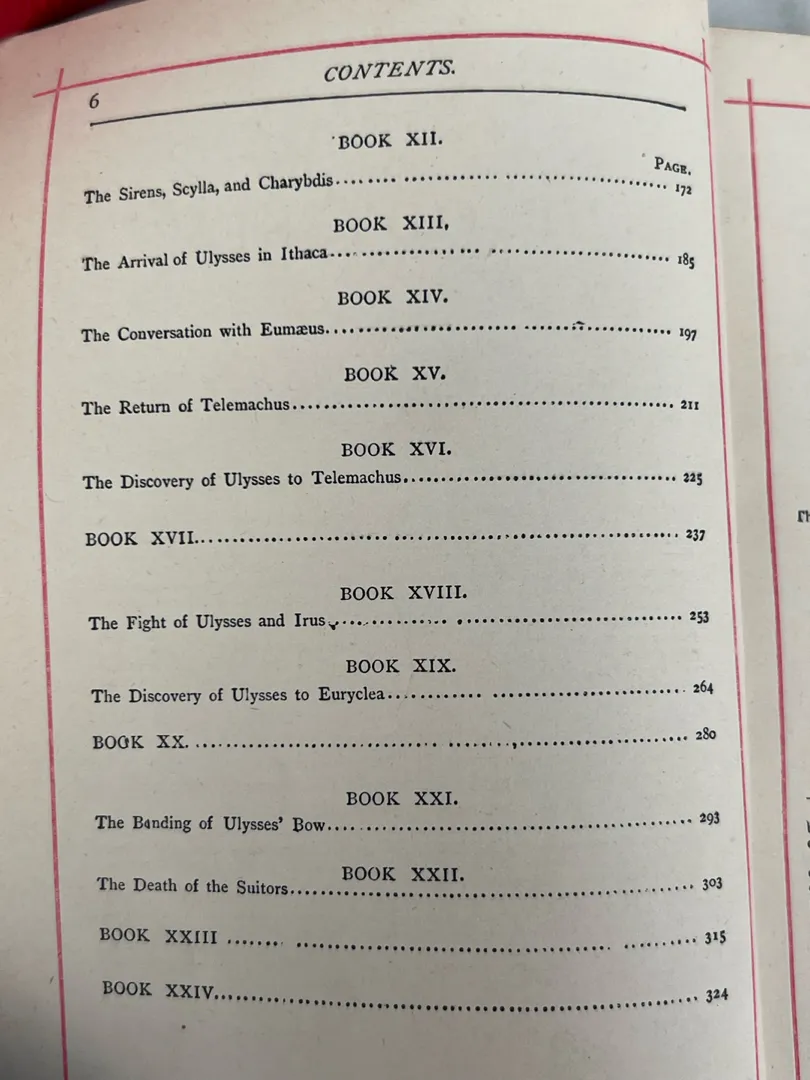 CONTENTS.
6
BOOK XII.
PAGE.
The Sirens, Scylla, and Charybdis 172
BOOK XIII,
The Arrival of Ulysses in Ithaca 185
BOOK XIV.
The Conversation with Eumæus 197
BOOK XV.
The Return of Telemachus 211
BOOK XVI.
The Discovery of Ulysses to Telemachus 225
BOOK XVII 237
BOOK XVIII.
The Fight of Ulysses and Irus 253
BOOK XIX.
The Discovery of Ulysses to Euryclea 264
BOOK XX. 280
BOOK XXI.
The Banding of Ulysses' Bow 293
BOOK XXII.
The Death of the Suitors 303
BOOK XXIII 315
BOOK XXIV 324